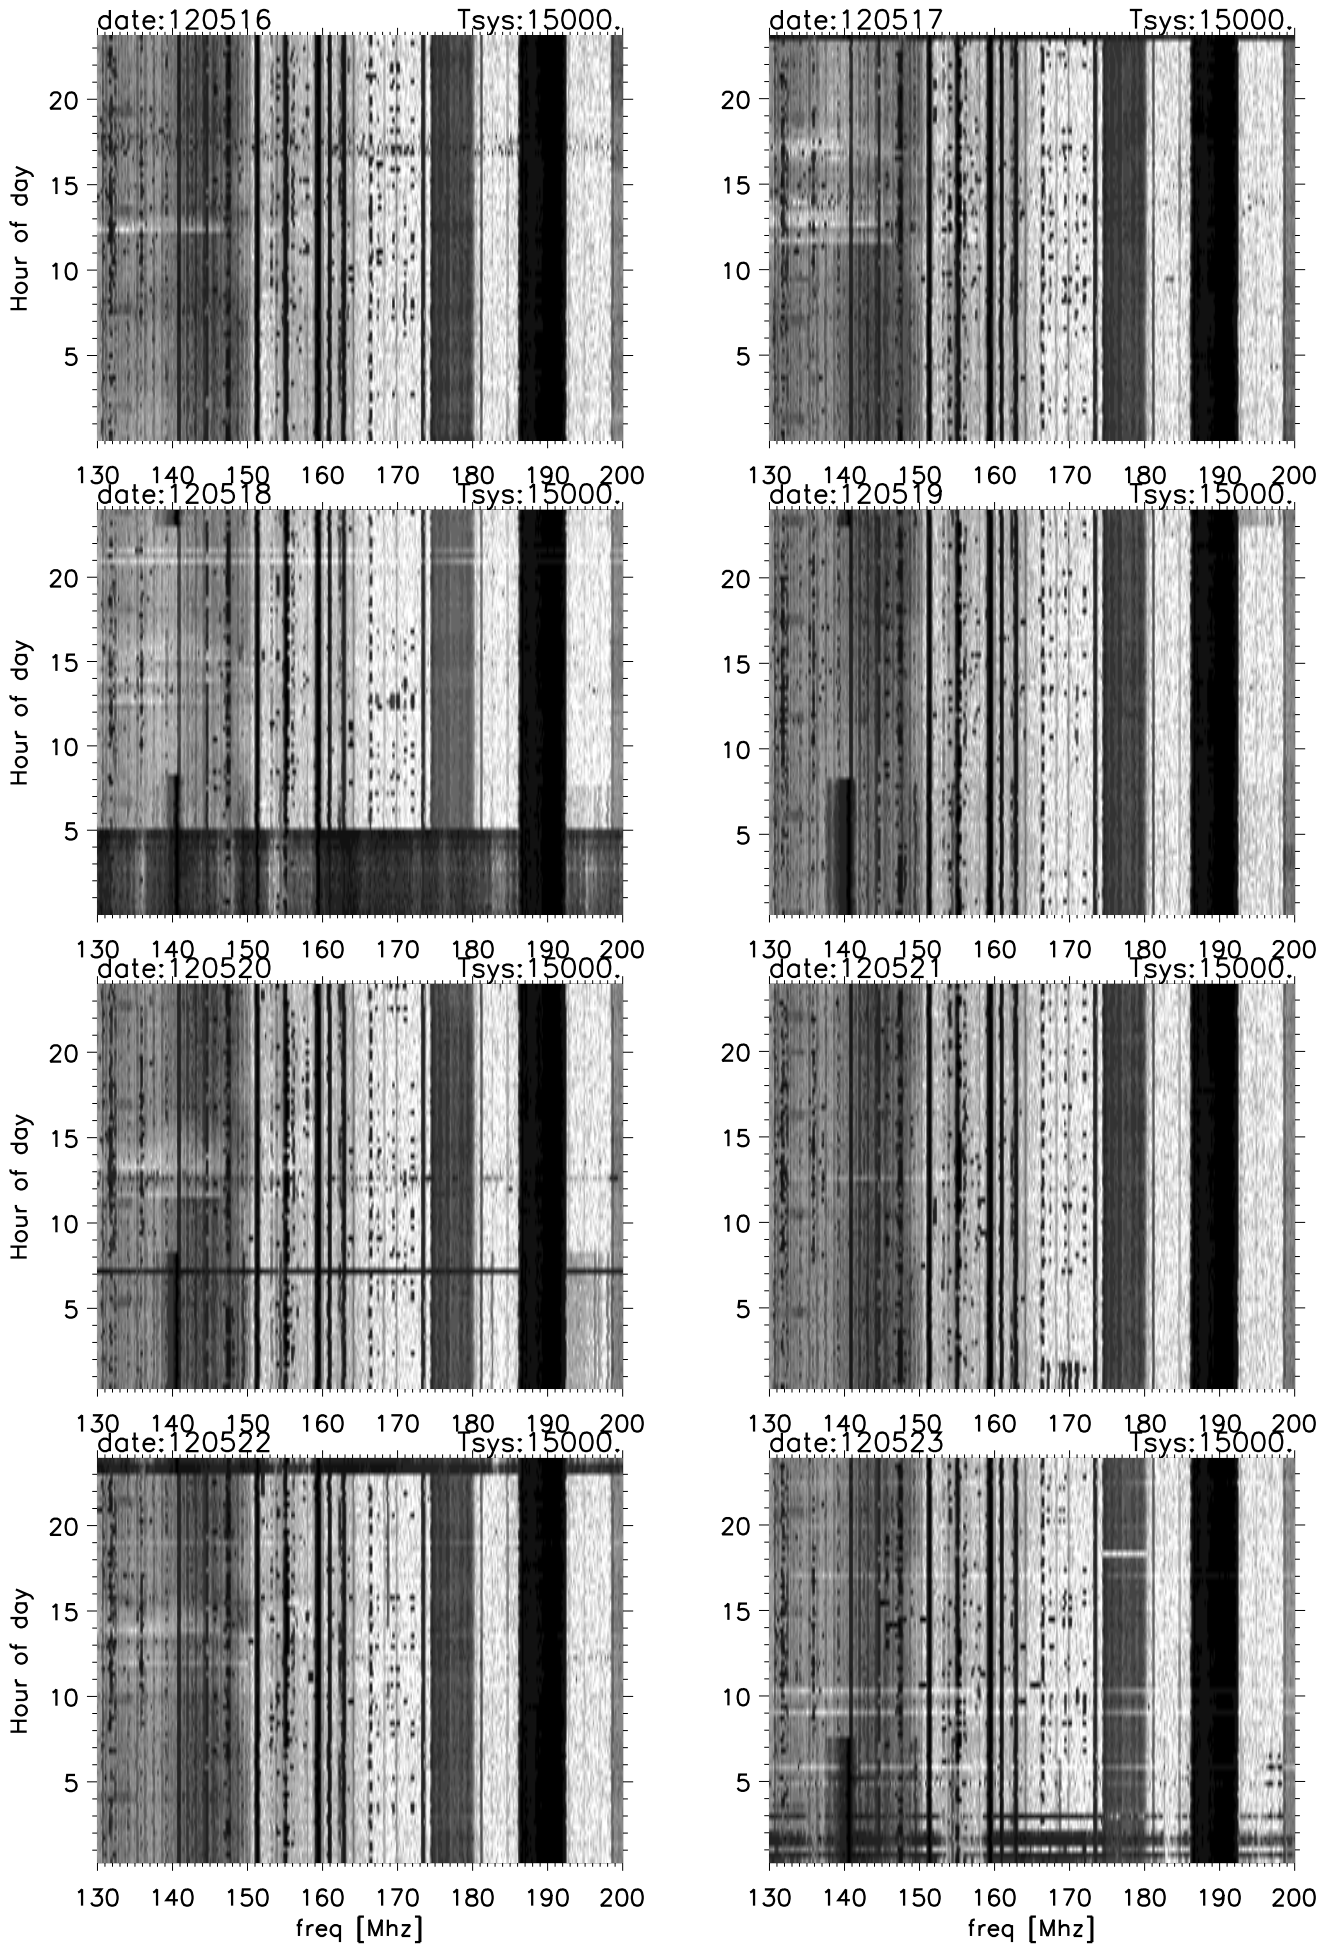 date:120516 Tsys:15000. date:120517 Tsys:15000.
20 20
15 15
10 10
5 5
Hour of day
130 140 150 160 170 180 190 200 130 140 150 160 170 180 190 200
date:120518 Tsys:15000. date:120519 Tsys:15000.
20 20
15 15
10 10
5 5
Hour of day
130 140 150 160 170 180 190 200 130 140 150 160 170 180 190 200
date:120520 Tsys:15000. date:120521 Tsys:15000.
20 20
15 15
10 10
5 5
Hour of day
130 140 150 160 170 180 190 200 130 140 150 160 170 180 190 200
date:120522 Tsys:15000. date:120523 Tsys:15000.
20 20
15 15
10 10
5 5
Hour of day
130 140 150 160 170 180 190 200 130 140 150 160 170 180 190 200
freq [Mhz] freq [Mhz]